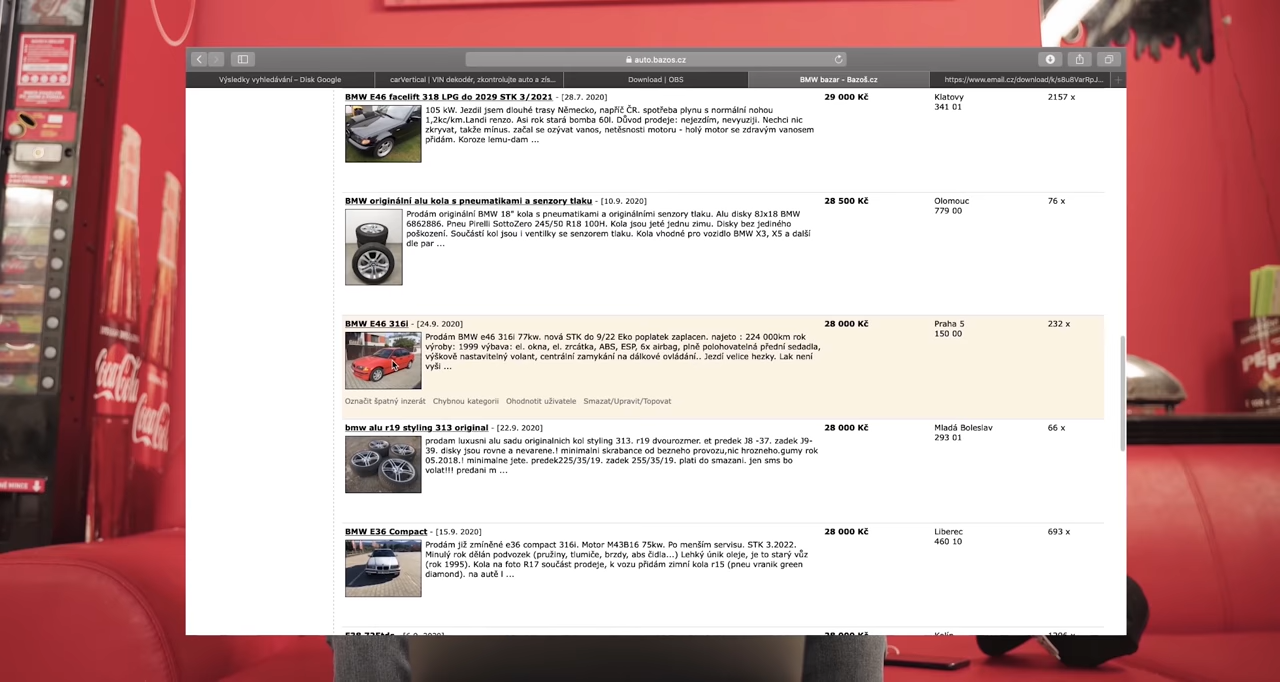 auto.bazos.cz
Výsledky vyhledávání – Disk Google
carVertical | VIN dekodér, zkontrolujte auto a zís...
Download | OBS
BMW bazar - Bazoš.cz
https://www.email.cz/download/k/s8u8VarRpJ...
BMW E46 facelift 318 LPG do 2029 STK 3/2021 - [28.7. 2020]
29 000 Kč
Klatovy
341 01
2157 x
105 kW. Jezdil jsem dlouhé trasy Německo, napříč ČR. spotřeba plynu s normální nohou
1,2kc/km.Landi renzo. Asi rok stará bomba 60l. Důvod prodeje: nejezdím, nevyuziji. Nechci nic
zkryvat, takže mínus. začal se ozývat vanos, netěsnosti motoru - holý motor se zdravým vanosem
přidám. Koroze lemu-dam ...
BMW originální alu kola s pneumatikami a senzory tlaku - [10.9. 2020]
28 500 Kč
Olomouc
779 00
76 x
Prodám originální BMW 18" kola s pneumatikami a originálními senzory tlaku. Alu disky 8Jx18 BMW
6862886. Pneu Pirelli SottoZero 245/50 R18 100H. Kola jsou jeté jednu zimu. Disky bez jediného
poškození. Součástí kol jsou i ventilky se senzorem tlaku. Kola vhodné pro vozidlo BMW X3, X5 a další
dle par ...
BMW E46 316i - [24.9. 2020]
28 000 Kč
Praha 5
150 00
232 x
Prodám BMW e46 316i 77kw. nová STK do 9/22 Eko poplatek zaplacen. najeto : 224 000km rok
výroby: 1999 výbava: el. okna, el. zrcátka, ABS, ESP, 6x airbag, plně polohovatelná přední sedadla,
výškově nastavitelný volant, centrální zamykání na dálkové ovládání.. Jezdí velice hezky. Lak není
vyši ...
Označit špatný inzerát Chybnou kategorii Ohodnotit uživatele Smazat/Upravit/Topovat
bmw alu r19 styling 313 original - [22.9. 2020]
28 000 Kč
Mladá Boleslav
293 01
66 x
prodam luxusni alu sadu originalnich kol styling 313. r19 dvourozmer. et predek J8 -37. zadek J9-
39. disky jsou rovne a nevarene.! minimalni skrabance od bezneho provozu,nic hrozneho.gumy rok
05.2018.! minimalne jete. predek225/35/19. zadek 255/35/19. plati do smazani. jen sms bo
volat!!! predani m ...
BMW E36 Compact - [15.9. 2020]
28 000 Kč
Liberec
460 10
693 x
Prodám již zmíněné e36 compact 316i. Motor M43B16 75kw. Po menším servisu. STK 3.2022.
Minulý rok dělán podvozek (pružiny, tlumiče, brzdy, abs čidla...) Lehký únik oleje, je to starý vůz
(rok 1995). Kola na foto R17 součást prodeje, k vozu přidám zimní kola r15 (pneu vranik green
diamond). na autě l ...
Coca-Cola
Coca-Cola